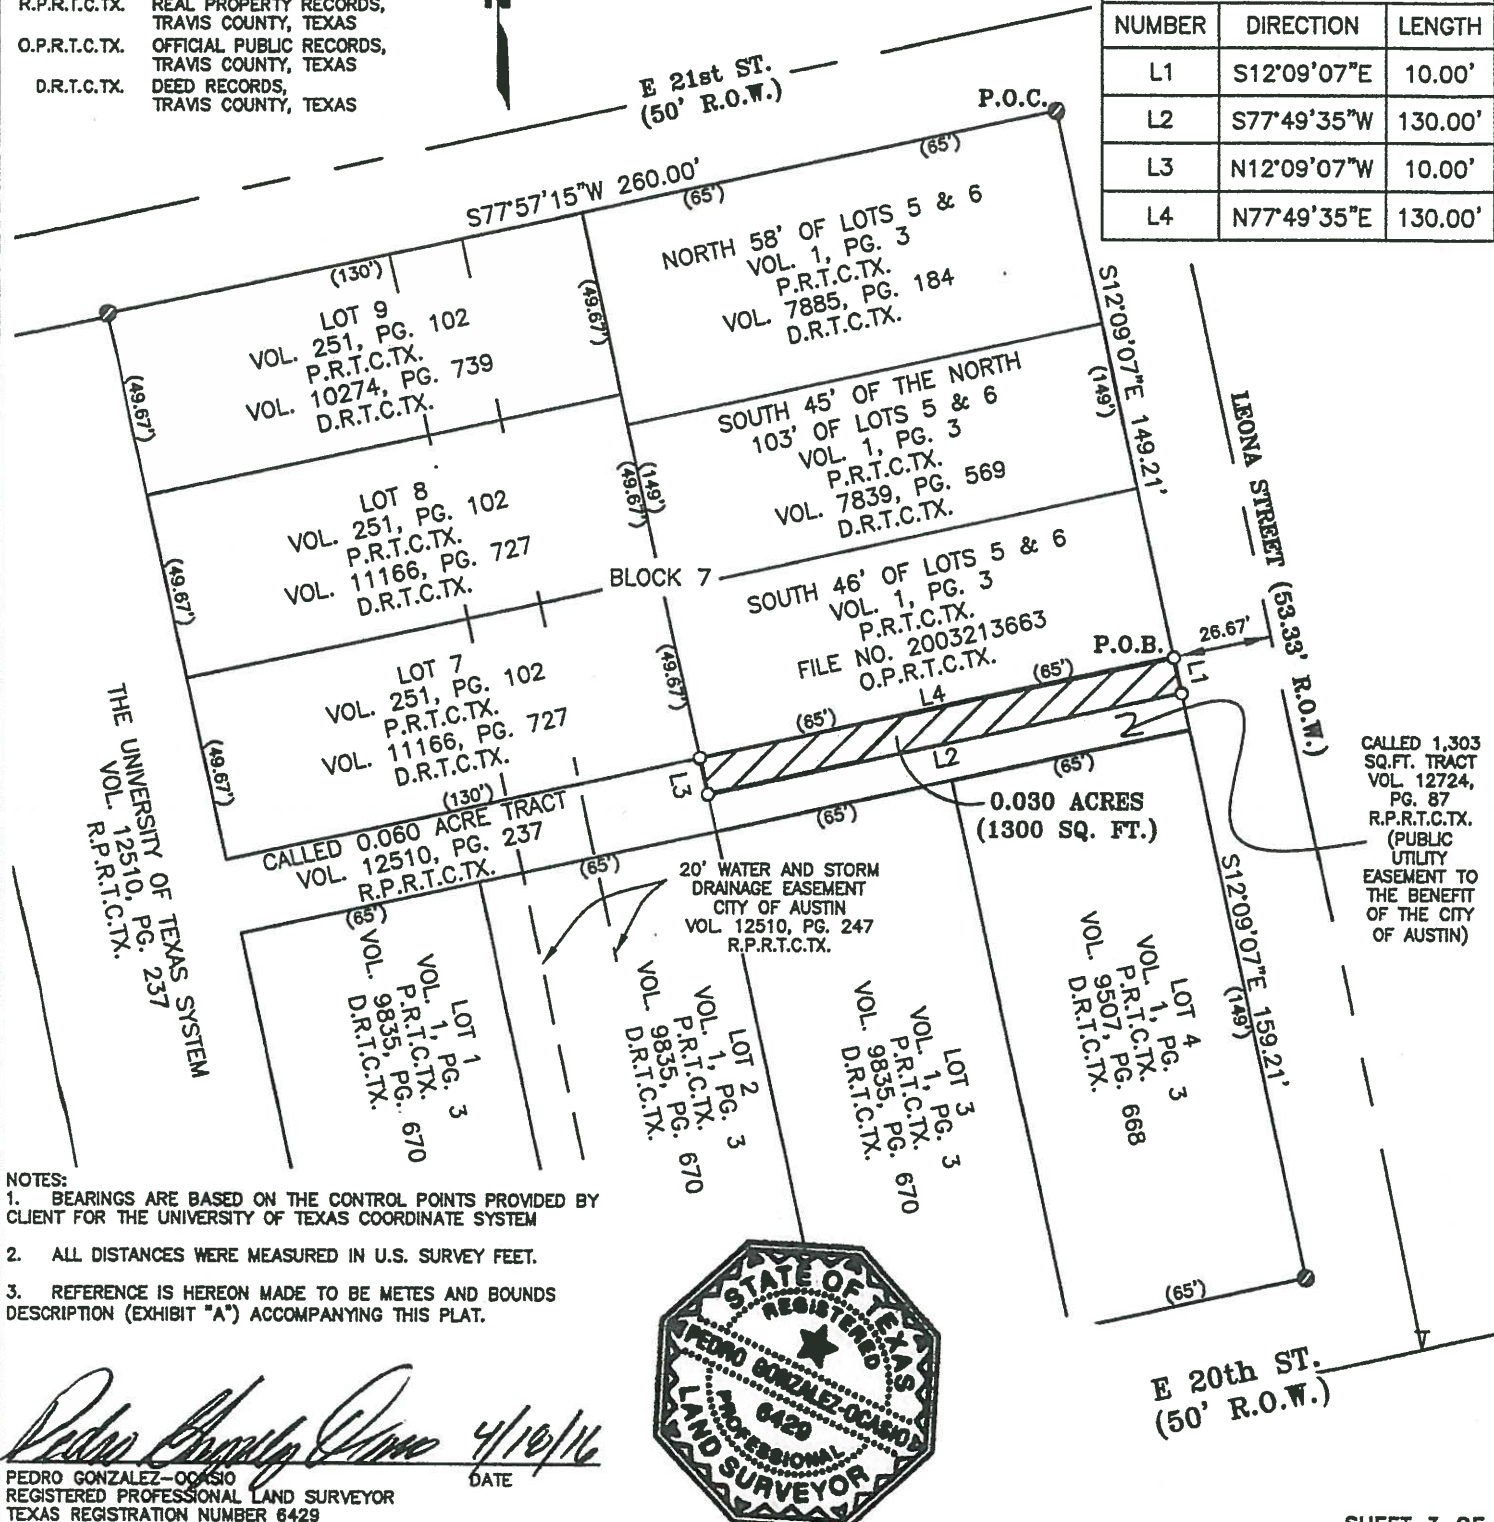 R.P.R.T.C.TX. REAL PROPERTY RECORDS,
TRAVIS COUNTY, TEXAS
O.P.R.T.C.TX. OFFICIAL PUBLIC RECORDS,
TRAVIS COUNTY, TEXAS
D.R.T.C.TX. DEED RECORDS,
TRAVIS COUNTY, TEXAS
NUMBER DIRECTION LENGTH
L1 S12°09'07"E 10.00'
L2 S77°49'35"W 130.00'
L3 N12°09'07"W 10.00'
L4 N77°49'35"E 130.00'
E 21st ST.
(50' R.O.W.)
P.O.C.
(65')
S77°57'15"W 260.00'
(65')
(130')
NORTH 58' OF LOTS 5 & 6
VOL. 1, PG. 3
P.R.T.C.TX.
VOL. 7885, PG. 184
D.R.T.C.TX.
S12°09'07"E 149.21'
(149')
LOT 9
VOL. 251, PG. 102
P.R.T.C.TX.
VOL. 10274, PG. 739
D.R.T.C.TX.
(49.67')
(49.67')
SOUTH 45' OF THE NORTH
103' OF LOTS 5 & 6
VOL. 1, PG. 3
P.R.T.C.TX.
VOL. 7839, PG. 569
D.R.T.C.TX.
LEONA STREET (53.33' R.O.W.)
LOT 8
VOL. 251, PG. 102
P.R.T.C.TX.
VOL. 11166, PG. 727
D.R.T.C.TX.
(149')
(49.67')
(49.67')
BLOCK 7
SOUTH 46' OF LOTS 5 & 6
VOL. 1, PG. 3
P.R.T.C.TX.
FILE NO. 2003213663
O.P.R.T.C.TX.
P.O.B.
26.67'
L1
(65')
L4
(65')
L2
(65')
(65')
L3
LOT 7
VOL. 251, PG. 102
P.R.T.C.TX.
VOL. 11166, PG. 727
D.R.T.C.TX.
(49.67')
(49.67')
(130')
CALLED 0.060 ACRE TRACT
VOL. 12510, PG. 237
R.P.R.T.C.TX.
(65')
(65')
0.030 ACRES
(1300 SQ. FT.)
CALLED 1,303
SQ.FT. TRACT
VOL. 12724,
PG. 87
R.P.R.T.C.TX.
(PUBLIC
UTILITY
EASEMENT TO
THE BENEFIT
OF THE CITY
OF AUSTIN)
20' WATER AND STORM
DRAINAGE EASEMENT
CITY OF AUSTIN
VOL. 12510, PG. 247
R.P.R.T.C.TX.
THE UNIVERSITY OF TEXAS SYSTEM
VOL. 12510, PG. 237
R.P.R.T.C.TX.
LOT 1
VOL. 1, PG. 3
P.R.T.C.TX.
VOL. 9835, PG. 670
D.R.T.C.TX.
LOT 2
VOL. 1, PG. 3
P.R.T.C.TX.
VOL. 9835, PG. 670
D.R.T.C.TX.
LOT 3
VOL. 1, PG. 3
P.R.T.C.TX.
VOL. 9835, PG. 670
D.R.T.C.TX.
LOT 4
VOL. 1, PG. 3
P.R.T.C.TX.
VOL. 9507, PG. 668
D.R.T.C.TX.
S12°09'07"E 159.21'
(149')
(65')
E 20th ST.
(50' R.O.W.)
NOTES:
1. BEARINGS ARE BASED ON THE CONTROL POINTS PROVIDED BY
CLIENT FOR THE UNIVERSITY OF TEXAS COORDINATE SYSTEM
2. ALL DISTANCES WERE MEASURED IN U.S. SURVEY FEET.
3. REFERENCE IS HEREON MADE TO BE METES AND BOUNDS
DESCRIPTION (EXHIBIT "A") ACCOMPANYING THIS PLAT.
STATE OF TEXAS
REGISTERED
PEDRO GONZALEZ-OCASIO
6429
PROFESSIONAL
LAND SURVEYOR
PEDRO GONZALEZ-OCASIO
DATE
REGISTERED PROFESSIONAL LAND SURVEYOR
TEXAS REGISTRATION NUMBER 6429